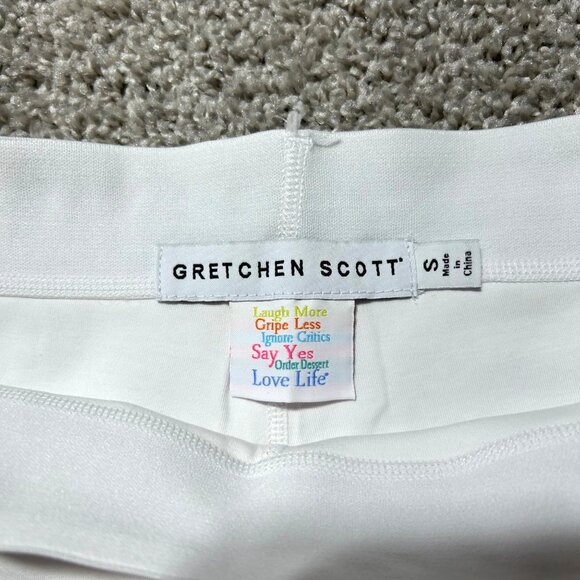 GRETCHEN SCOTT®
S
Made
in
China
Laugh More
Gripe Less
Ignore Critics
Say Yes
Order Dessert
Love Life®